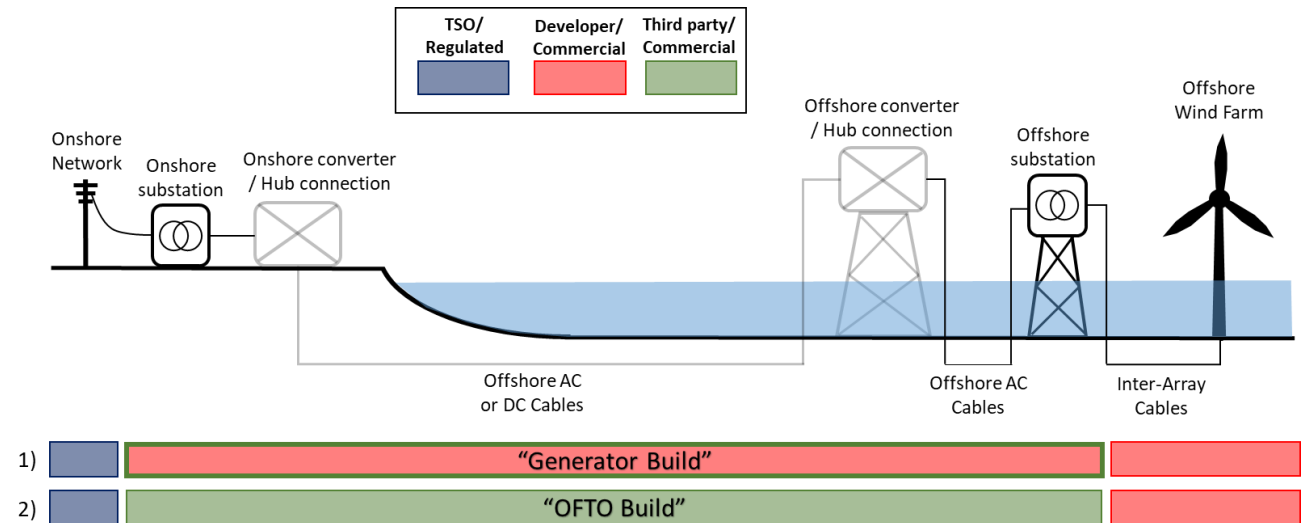 TSO/
Regulated
Developer/
Commercial
Third party/
Commercial
Onshore
Network
Onshore
substation
Onshore converter
/ Hub connection
Offshore converter
/ Hub connection
Offshore
substation
Offshore
Wind Farm
Offshore AC
or DC Cables
Offshore AC
Cables
Inter-Array
Cables
1)
“Generator Build”
2)
“OFTO Build”